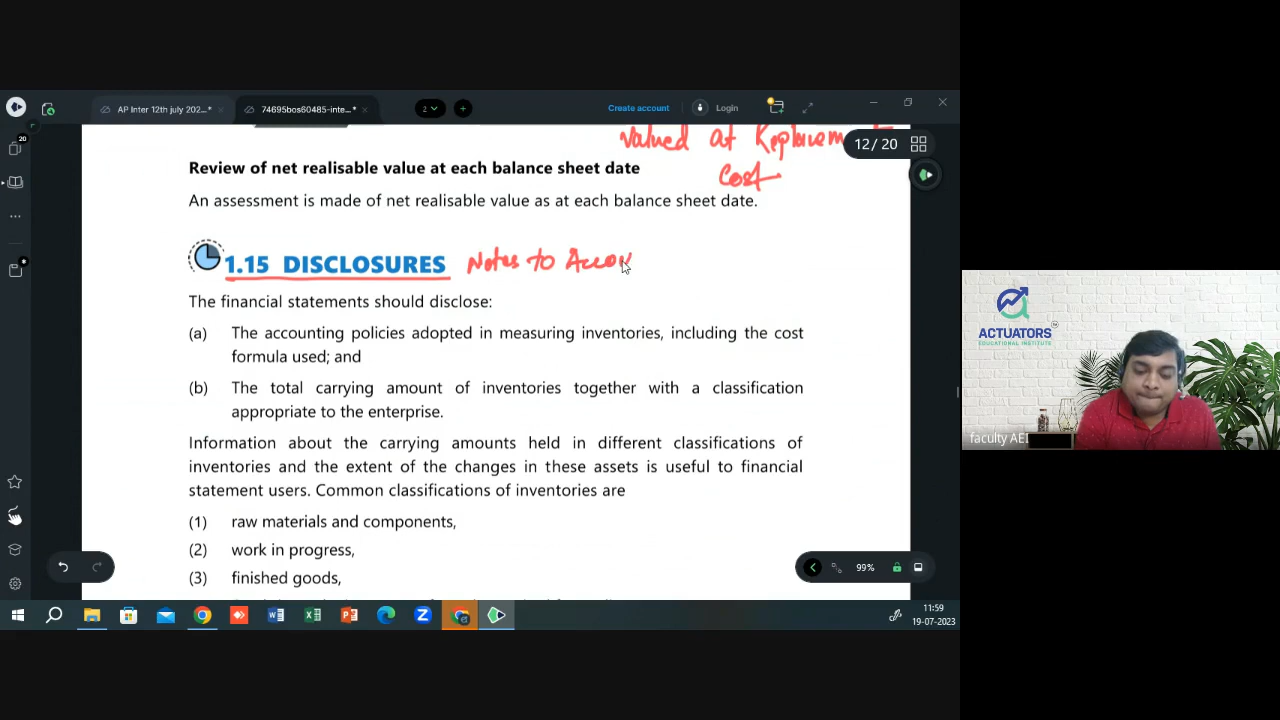 AP Inter 12th july 202... *
74695bos60485-inte... *
2
Create account
Login
20
valued at Replacement
cost
12/20
Review of net realisable value at each balance sheet date
An assessment is made of net realisable value as at each balance sheet date.
1.15 DISCLOSURES Notes to Accou
The financial statements should disclose:
(a) The accounting policies adopted in measuring inventories, including the cost
formula used; and
(b) The total carrying amount of inventories together with a classification
appropriate to the enterprise.
Information about the carrying amounts held in different classifications of
inventories and the extent of the changes in these assets is useful to financial
statement users. Common classifications of inventories are
(1) raw materials and components,
(2) work in progress,
(3) finished goods,
99%
11:59
19-07-2023
ACTUATORS
EDUCATIONAL INSTITUTE
faculty AEI